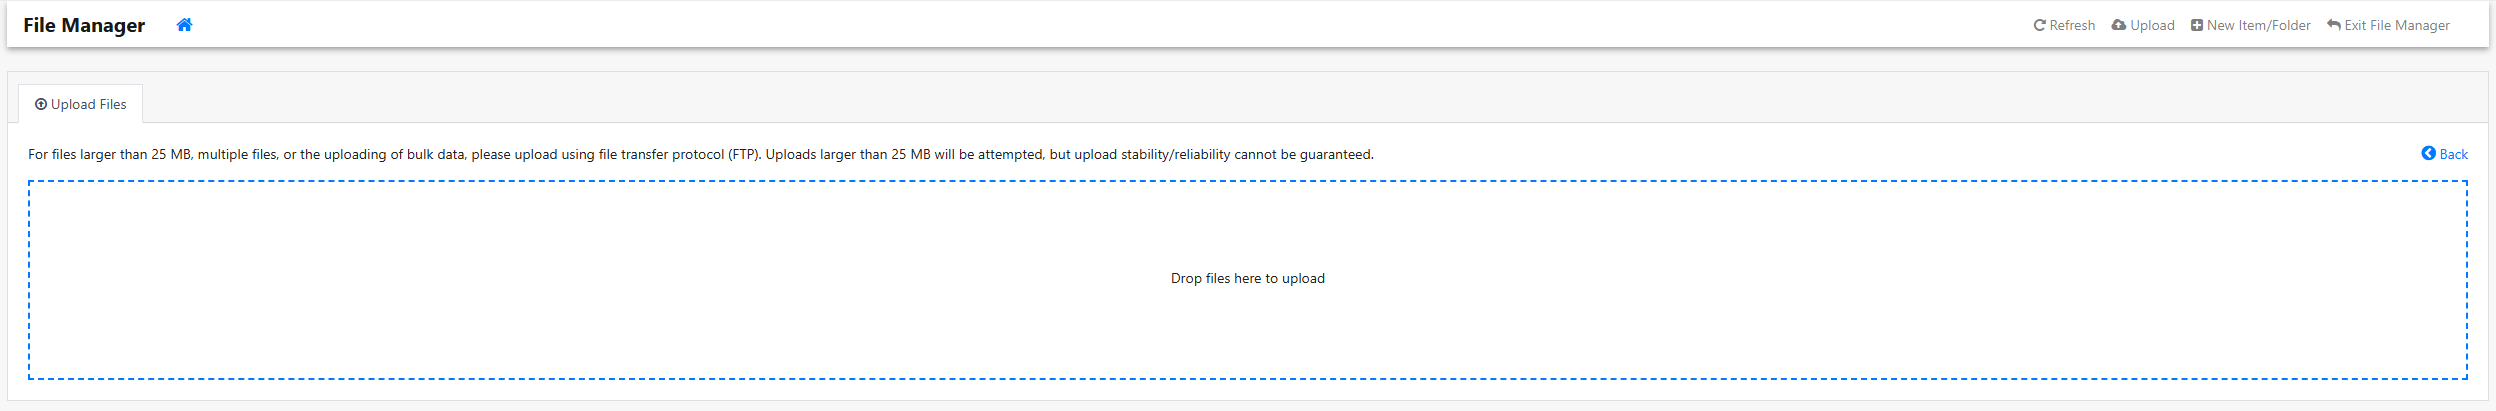 File Manager
Refresh Upload New Item/Folder Exit File Manager
Upload Files
For files larger than 25 MB, multiple files, or the uploading of bulk data, please upload using file transfer protocol (FTP). Uploads larger than 25 MB will be attempted, but upload stability/reliability cannot be guaranteed.
Back
Drop files here to upload